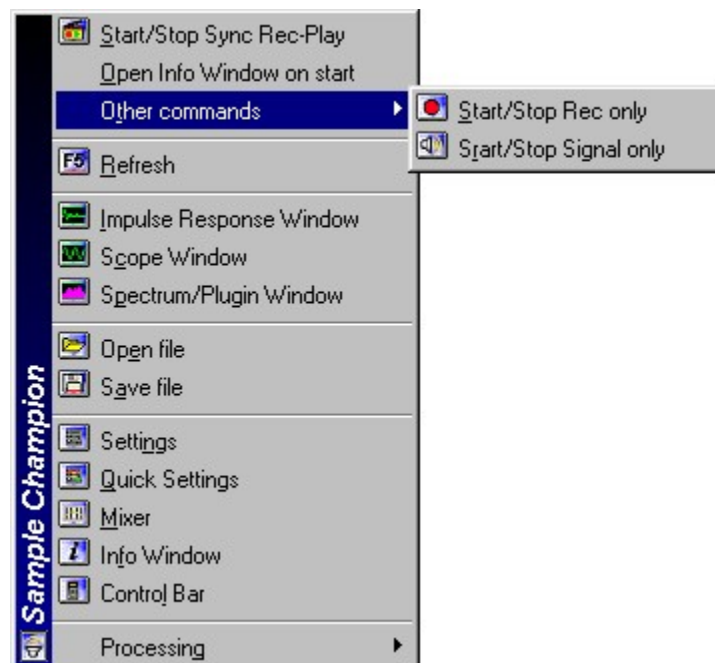 Start/Stop Sync Rec-Play
Open Info Window on start
Other commands
Start/Stop Rec only
Srart/Stop Signal only
F5 Refresh
Impulse Response Window
Scope Window
Spectrum/Plugin Window
Open file
Save file
Settings
Quick Settings
Mixer
Info Window
Control Bar
Processing
Sample Champion